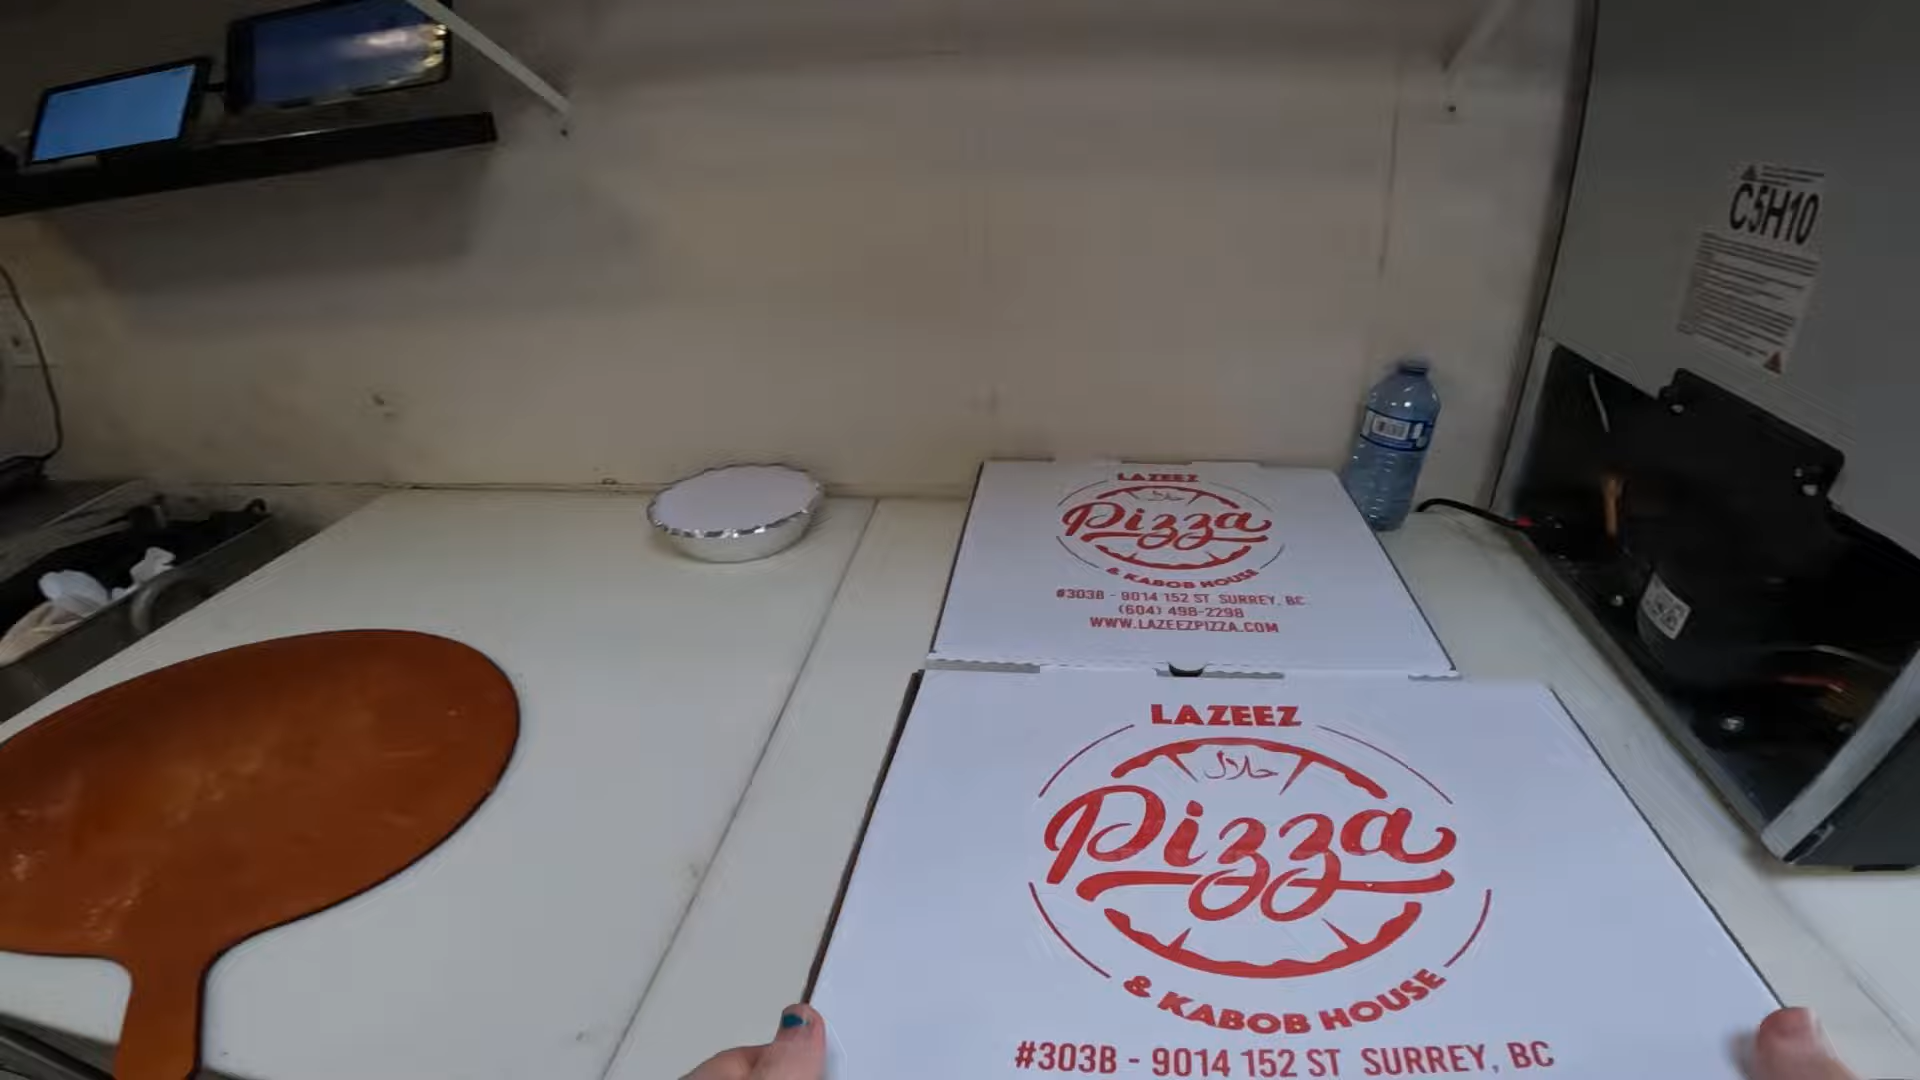 C5H10
LAZEEZ
حلال
Pizza
& KABOB HOUSE
#303B - 9014 152 ST SURREY, BC
(604) 498-2298
WWW.LAZEEZPIZZA.COM
LAZEEZ
حلال
Pizza
& KABOB HOUSE
#303B - 9014 152 ST SURREY, BC